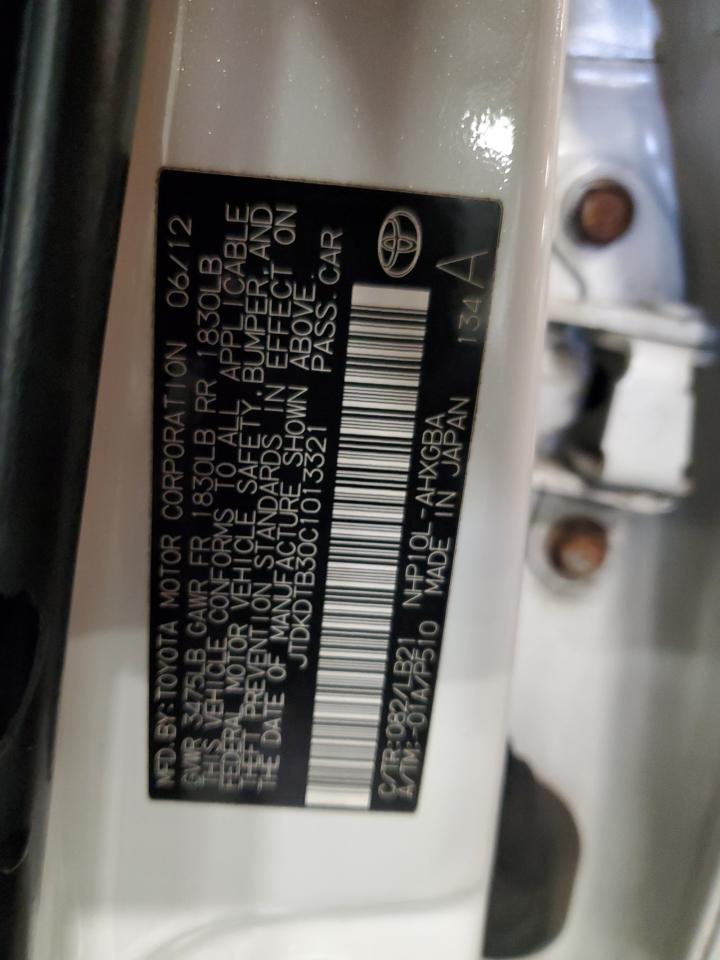 MFD.BY:TOYOTA MOTOR CORPORATION 06/12
GVWR 3475LB GAWR FR 1830LB RR 1830LB
THIS VEHICLE CONFORMS TO ALL APPLICABLE
FEDERAL MOTOR VEHICLE SAFETY, BUMPER, AND
THEFT PREVENTION STANDARDS IN EFFECT ON
THE DATE OF MANUFACTURE SHOWN ABOVE.
JTDKDTB30C1013321 PASS.CAR
C/TR:082/LB21 NHP10L-AHXGBA
A/TM:-01A/P510 MADE IN JAPAN
134 A